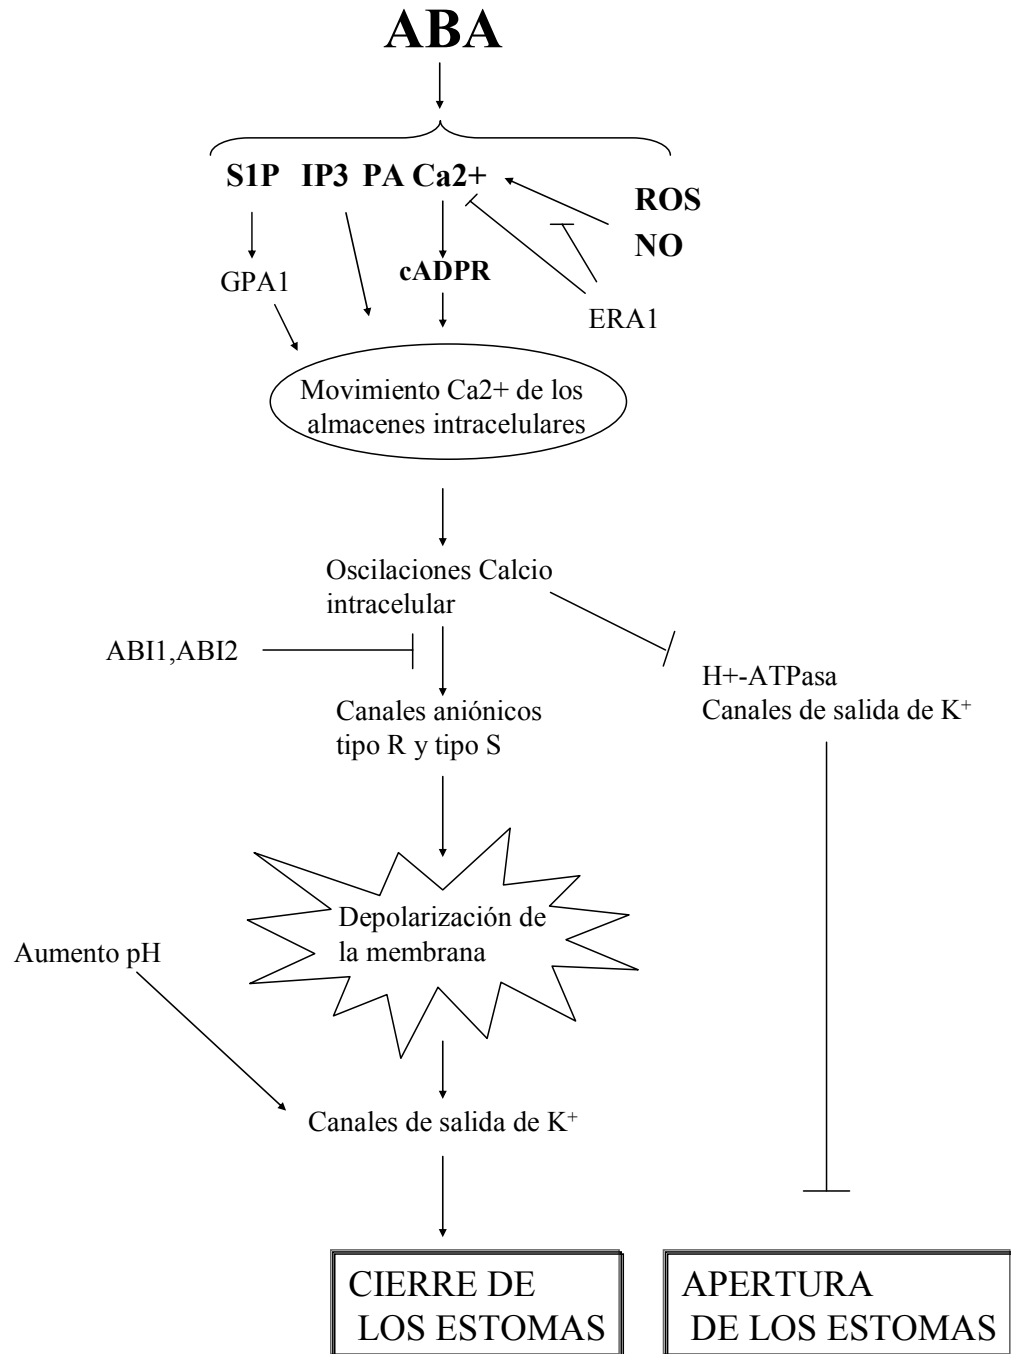 ABA
S1P IP3 PA Ca2+
ROS
NO
GPA1
cADPR
ERA1
Movimiento Ca2+ de los
almacenes intracelulares
Oscilaciones Calcio
intracelular
ABI1,ABI2
H+-ATPasa
Canales de salida de K⁺
Canales aniónicos
tipo R y tipo S
Depolarización de
la membrana
Aumento pH
Canales de salida de K⁺
CIERRE DE
LOS ESTOMAS
APERTURA
DE LOS ESTOMAS